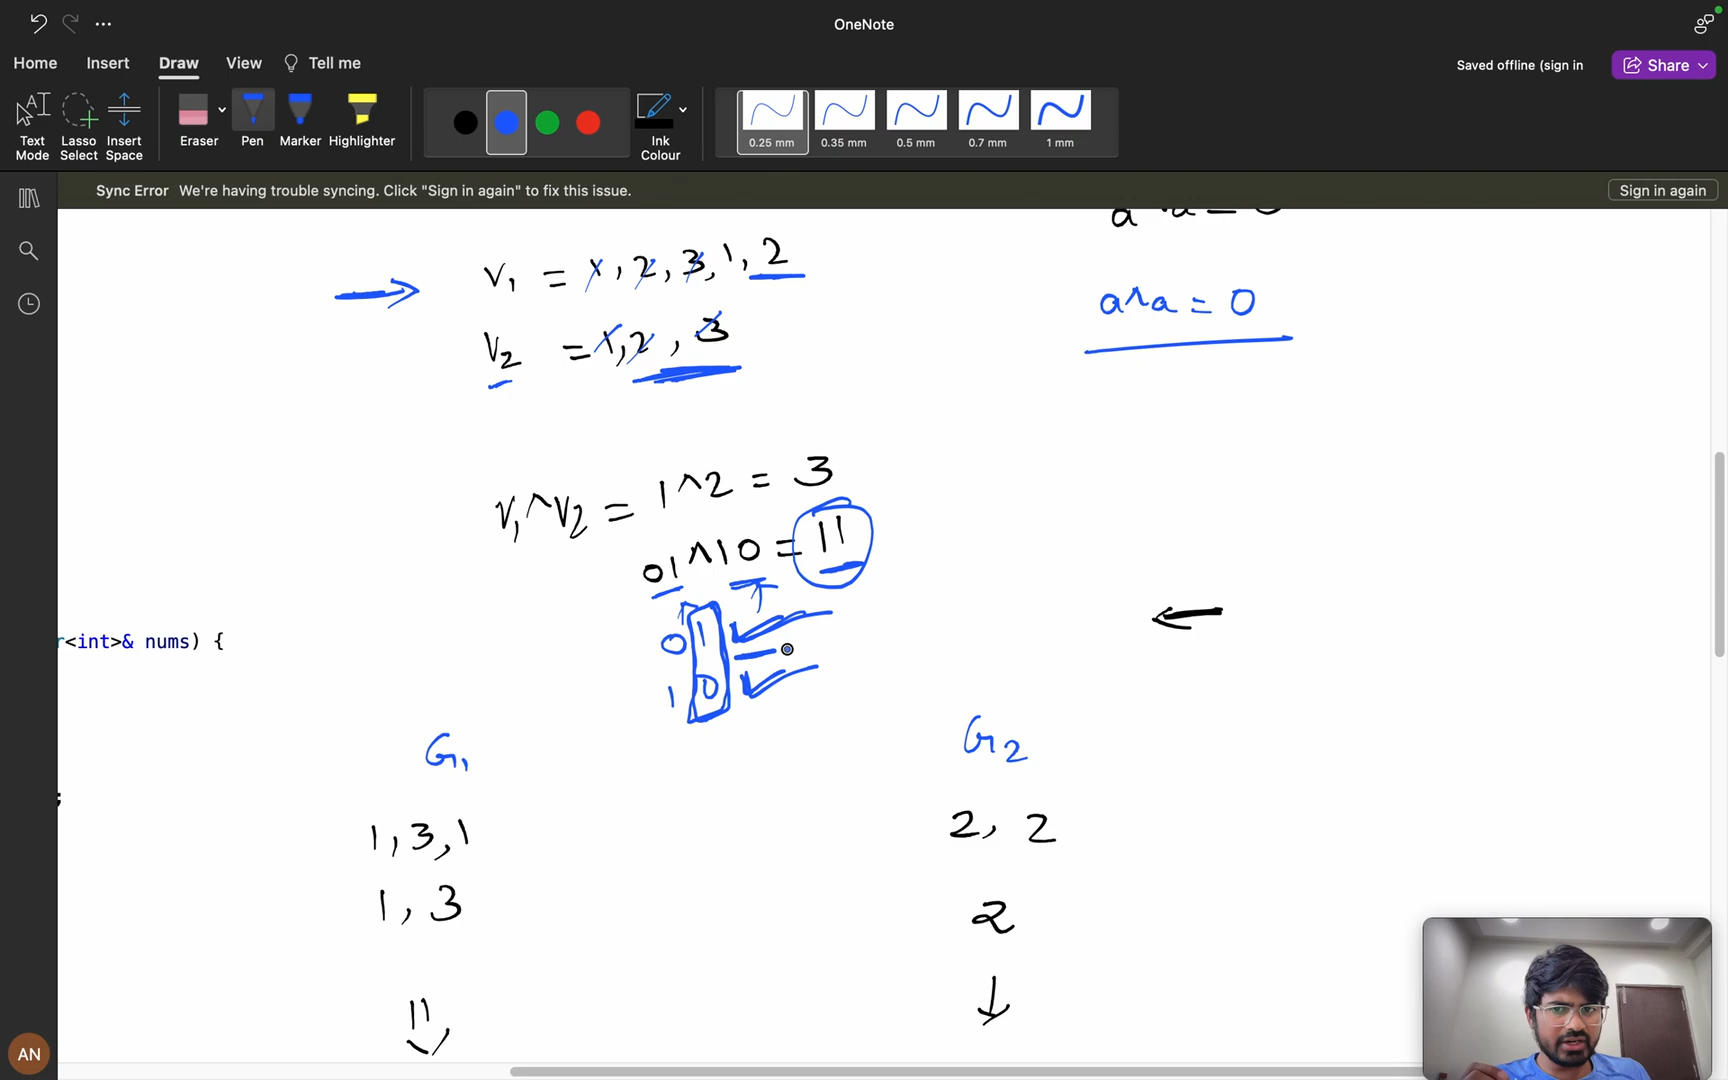 OneNote
Home Insert Draw View Tell me
Saved offline (sign in
Share
Text Mode
Lasso Select
Insert Space
Eraser
Pen
Marker
Highlighter
Ink Colour
0.25 mm
0.35 mm
0.5 mm
0.7 mm
1 mm
Sync Error We're having trouble syncing. Click "Sign in again" to fix this issue.
Sign in again
V1 = 1, 2, 3, 1, 2
a^a = 0
V2 = 1, 2, 3
V1^V2 = 1^2 = 3
01^10 = 11
0 1
r<int>& nums) {
1 0
G1
G2
;
1, 3, 1
2, 2
1, 3
2
11,
AN